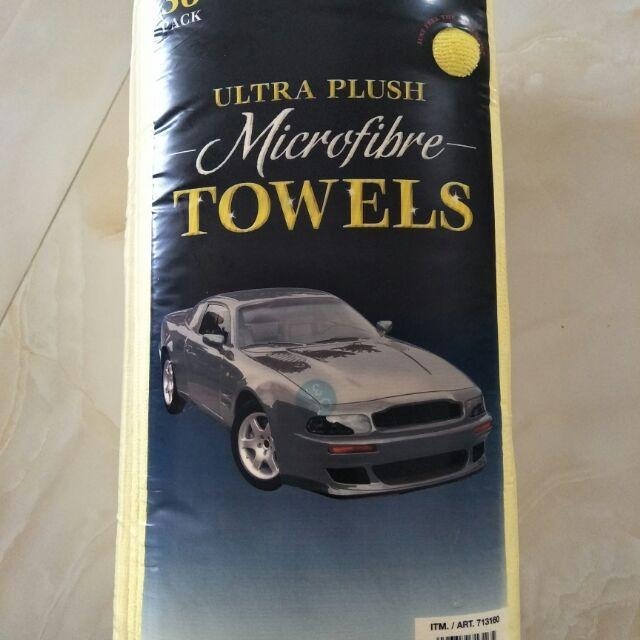 PACK
ULTRA PLUSH
Microfibre
TOWELS
ITM. / ART. 713160